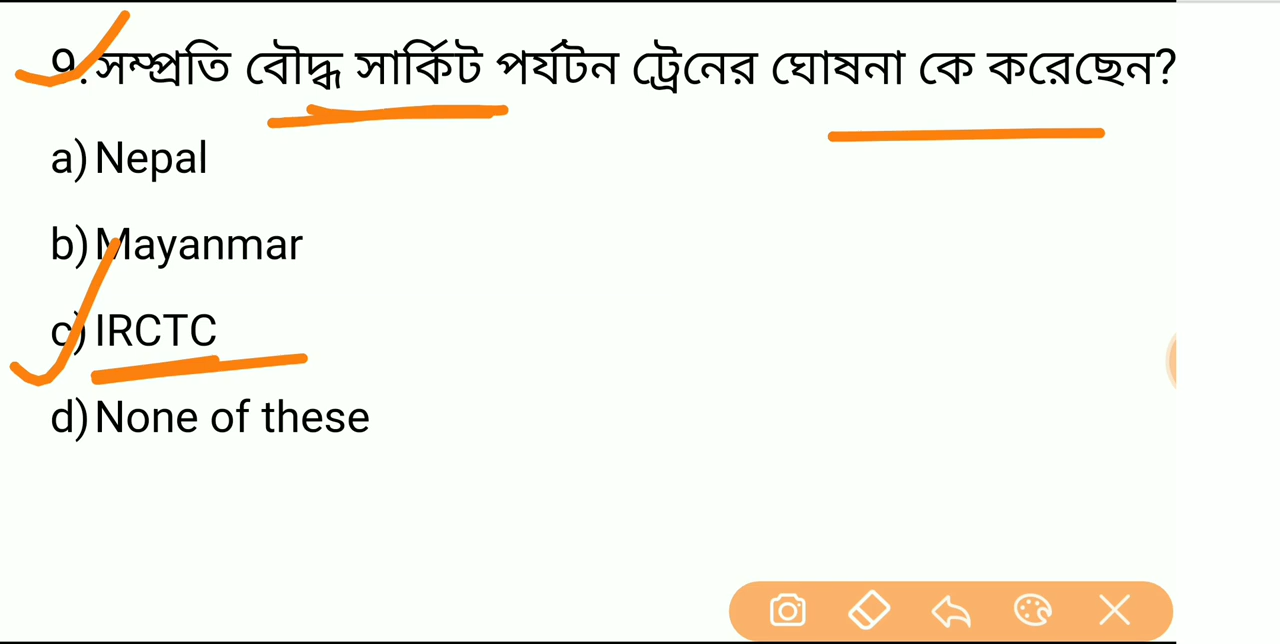 9. সম্প্রতি বৌদ্ধ সার্কিট পর্যটন ট্রেনের ঘোষনা কে করেছেন?
a) Nepal
b) Mayanmar
c) IRCTC
d) None of these